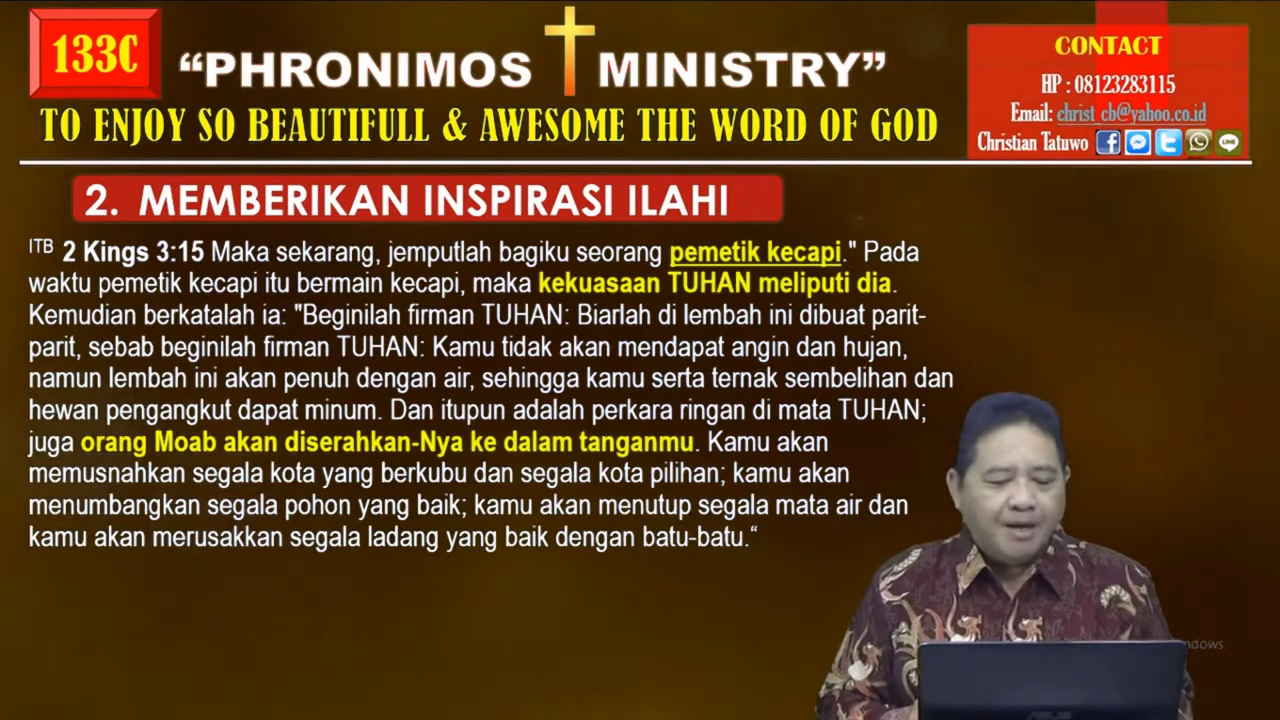 133C
“PHRONIMOS MINISTRY”
TO ENJOY SO BEAUTIFULL & AWESOME THE WORD OF GOD
CONTACT
HP : 08123283115
Email: christ_cb@yahoo.co.id
Christian Tatuwo
2. MEMBERIKAN INSPIRASI ILAHI
ITB 2 Kings 3:15 Maka sekarang, jemputlah bagiku seorang pemetik kecapi." Pada
waktu pemetik kecapi itu bermain kecapi, maka kekuasaan TUHAN meliputi dia.
Kemudian berkatalah ia: "Beginilah firman TUHAN: Biarlah di lembah ini dibuat parit-
parit, sebab beginilah firman TUHAN: Kamu tidak akan mendapat angin dan hujan,
namun lembah ini akan penuh dengan air, sehingga kamu serta ternak sembelihan dan
hewan pengangkut dapat minum. Dan itupun adalah perkara ringan di mata TUHAN;
juga orang Moab akan diserahkan-Nya ke dalam tanganmu. Kamu akan
memusnahkan segala kota yang berkubu dan segala kota pilihan; kamu akan
menumbangkan segala pohon yang baik; kamu akan menutup segala mata air dan
kamu akan merusakkan segala ladang yang baik dengan batu-batu.“